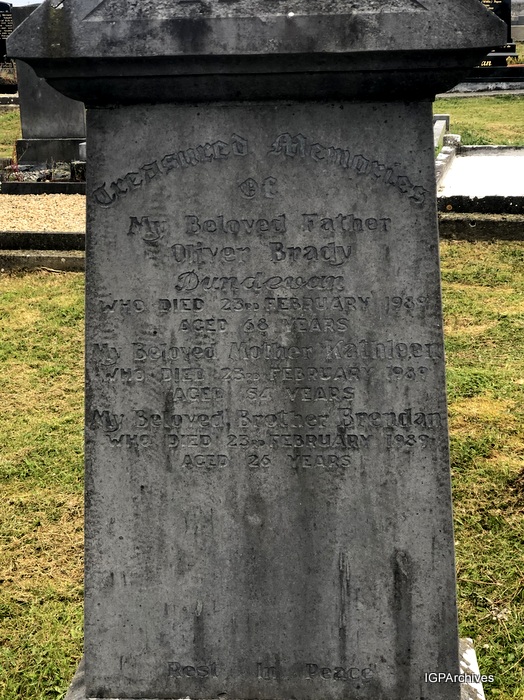 Treasured Memories
Of
My Beloved Father
Oliver Brady
Dundevan
WHO DIED 23RD FEBRUARY 1989
AGED 68 YEARS
My Beloved Mother Kathleen
WHO DIED 23RD FEBRUARY 1989
AGED 54 YEARS
My Beloved Brother Brendan
WHO DIED 23RD FEBRUARY 1989
AGED 26 YEARS
Rest In Peace
IGPArchives